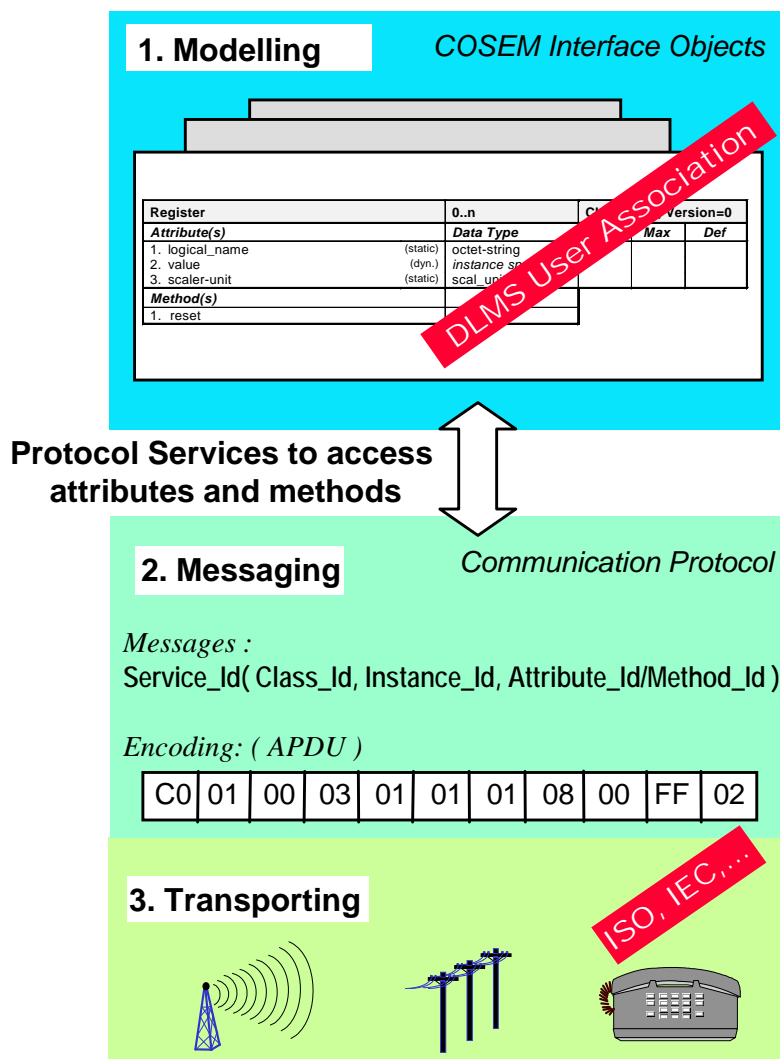 1. Modelling
COSEM Interface Objects
Register 0..n Version=0
Attribute(s) Data Type Max Def
1. logical_name (static) octet-string
2. value (dyn.) instance
3. scaler-unit (static)
Method(s)
1. reset
DLMS User Association
Protocol Services to access
attributes and methods
2. Messaging
Communication Protocol
Messages :
Service_Id( Class_Id, Instance_Id, Attribute_Id/Method_Id )
Encoding: ( APDU )
C0 01 00 03 01 01 01 08 00 FF 02
3. Transporting
ISO, IEC,...